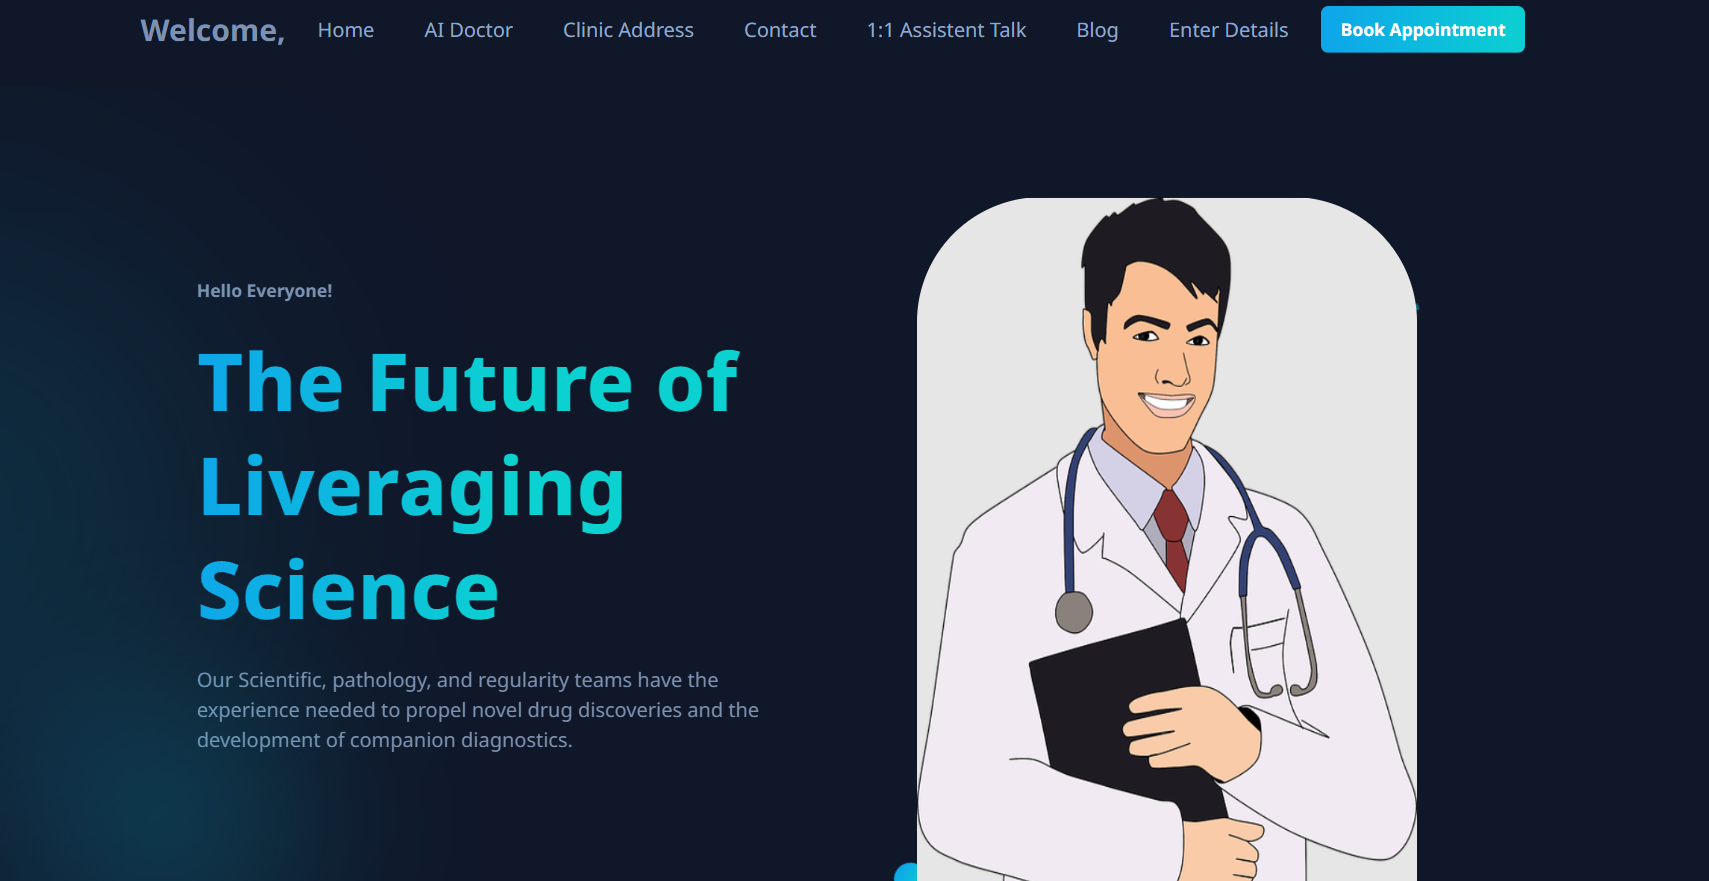 Welcome, Home AI Doctor Clinic Address Contact 1:1 Assistent Talk Blog Enter Details Book Appointment
Hello Everyone!
The Future of
Liveraging
Science
Our Scientific, pathology, and regularity teams have the
experience needed to propel novel drug discoveries and the
development of companion diagnostics.